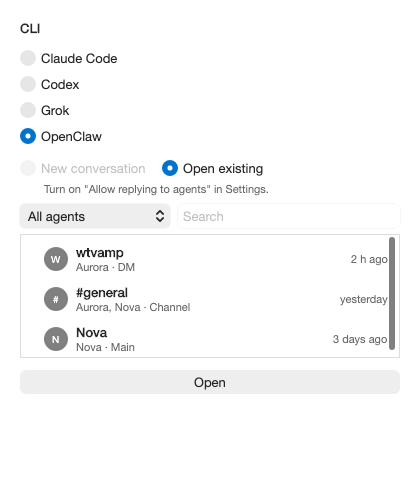 CLI
Claude Code
Codex
Grok
OpenClaw
New conversation Open existing
Turn on "Allow replying to agents" in Settings.
All agents Search
W wtvamp 2 h ago
Aurora · DM
# #general yesterday
Aurora, Nova · Channel
N Nova 3 days ago
Nova · Main
Open